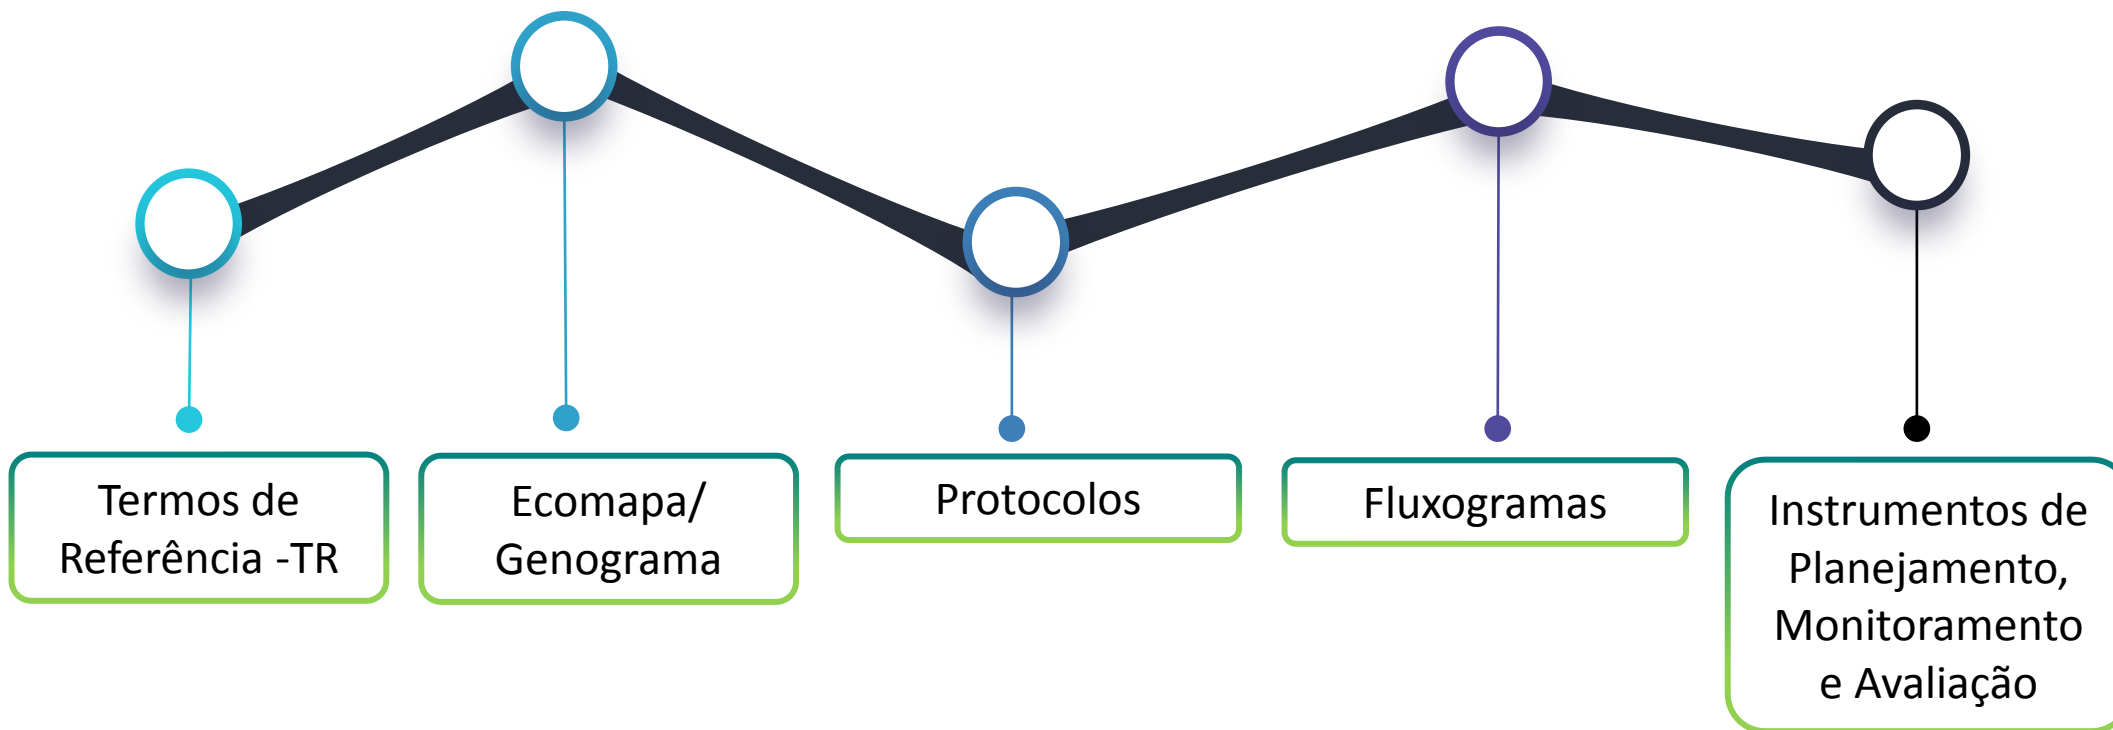 Termos de
Referência -TR
Ecomapa/
Genograma
Protocolos
Fluxogramas
Instrumentos de
Planejamento,
Monitoramento
e Avaliação